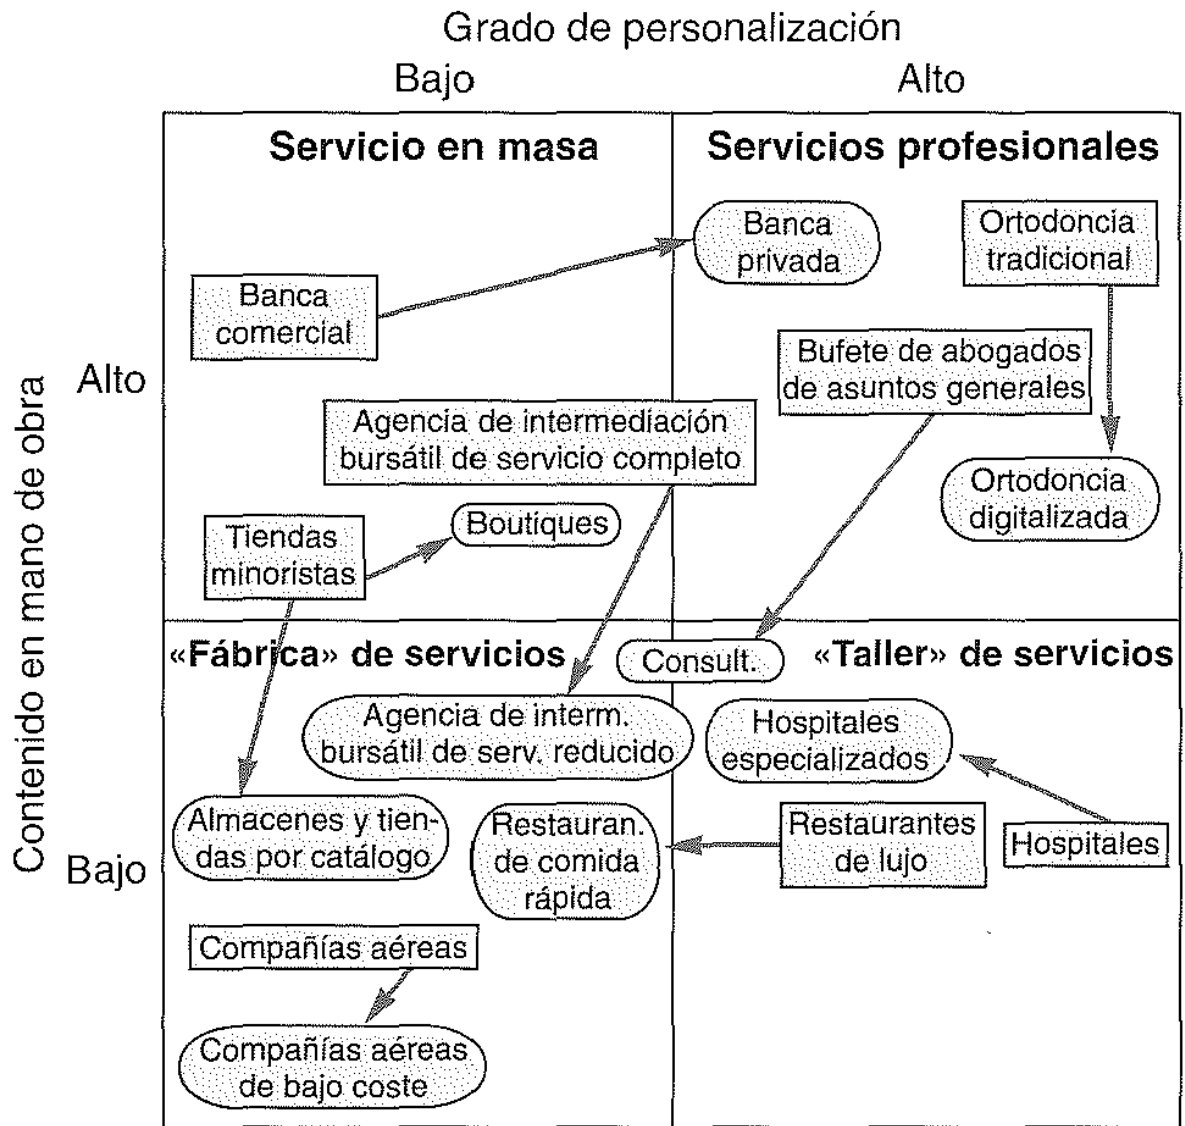 Grado de personalización
Bajo
Alto
Servicio en masa
Servicios profesionales
Banca
privada
Ortodoncia
tradicional
Banca
comercial
Bufete de abogados
de asuntos generales
Alto
Contenido en mano de obra
Agencia de intermediación
bursátil de servicio completo
Ortodoncia
digitalizada
Boutiques
Tiendas
minoristas
«Fábrica» de servicios
Consult.
«Taller» de servicios
Agencia de interm.
bursátil de serv. reducido
Hospitales
especializados
Almacenes y tien-
das por catálogo
Restauran.
de comida
rápida
Restaurantes
de lujo
Hospitales
Bajo
Compañías aéreas
Compañías aéreas
de bajo coste